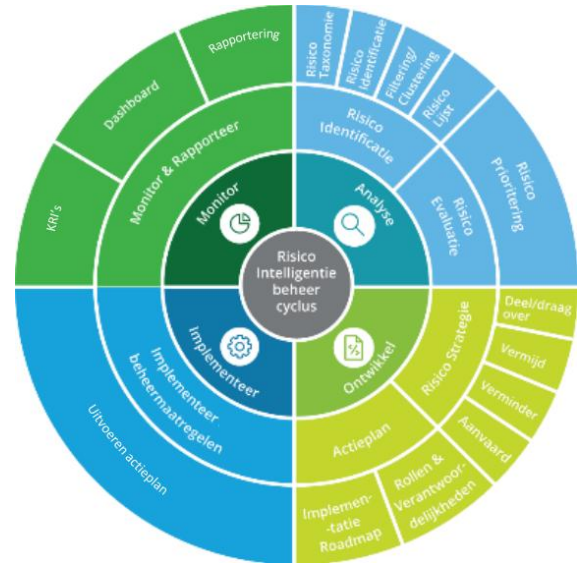 Risico
Intelligentie
beheer
cyclus
Analyse
Risico
Identificatie
Risico
Taxonomie
Risico
Identificatie
Filtering/
Clustering
Risico
Lijst
Risico
Evaluatie
Risico
Prioritering
Ontwikkel
Risico Strategie
Deel/draag
over
Vermijd
Verminder
Aanvaard
Actieplan
Rollen &
Verantwoor-
delijkheden
Implemen-
-tatie
Roadmap
Implementeer
Implementeer
beheermaatregelen
Uitvoeren actieplan
Monitor
Monitor & Rapporteer
KRI's
Dashboard
Rapportering